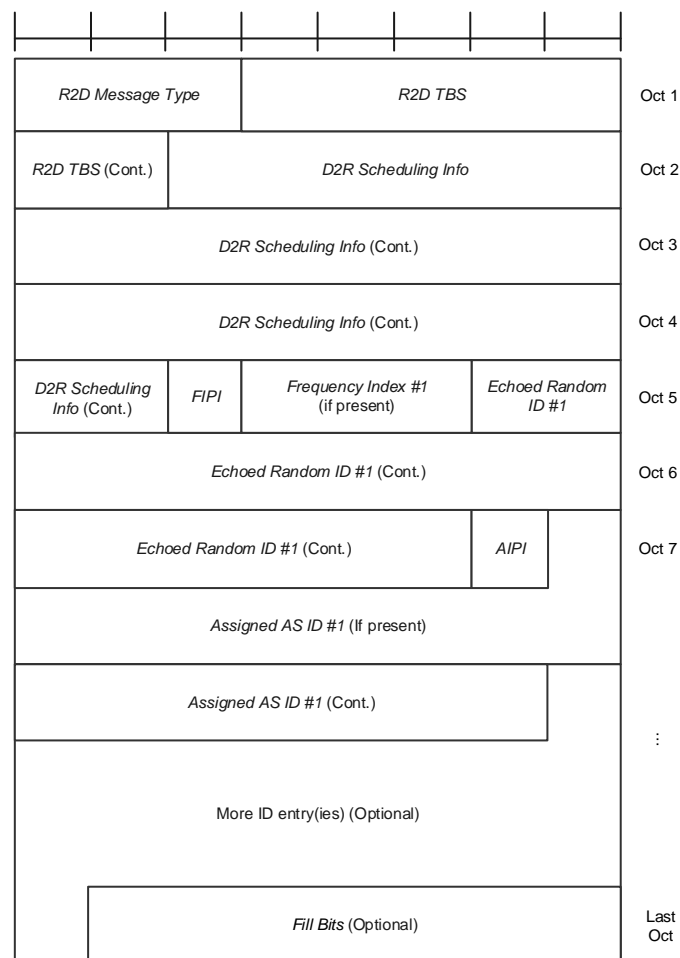 R2D Message Type R2D TBS Oct 1
R2D TBS (Cont.) D2R Scheduling Info Oct 2
D2R Scheduling Info (Cont.) Oct 3
D2R Scheduling Info (Cont.) Oct 4
D2R Scheduling
Info (Cont.)
FIPI
Frequency Index #1
(if present)
Echoed Random
ID #1
Oct 5
Echoed Random ID #1 (Cont.) Oct 6
Echoed Random ID #1 (Cont.) AIPI Oct 7
Assigned AS ID #1 (If present)
Assigned AS ID #1 (Cont.)
...
More ID entry(ies) (Optional)
Fill Bits (Optional)
Last
Oct